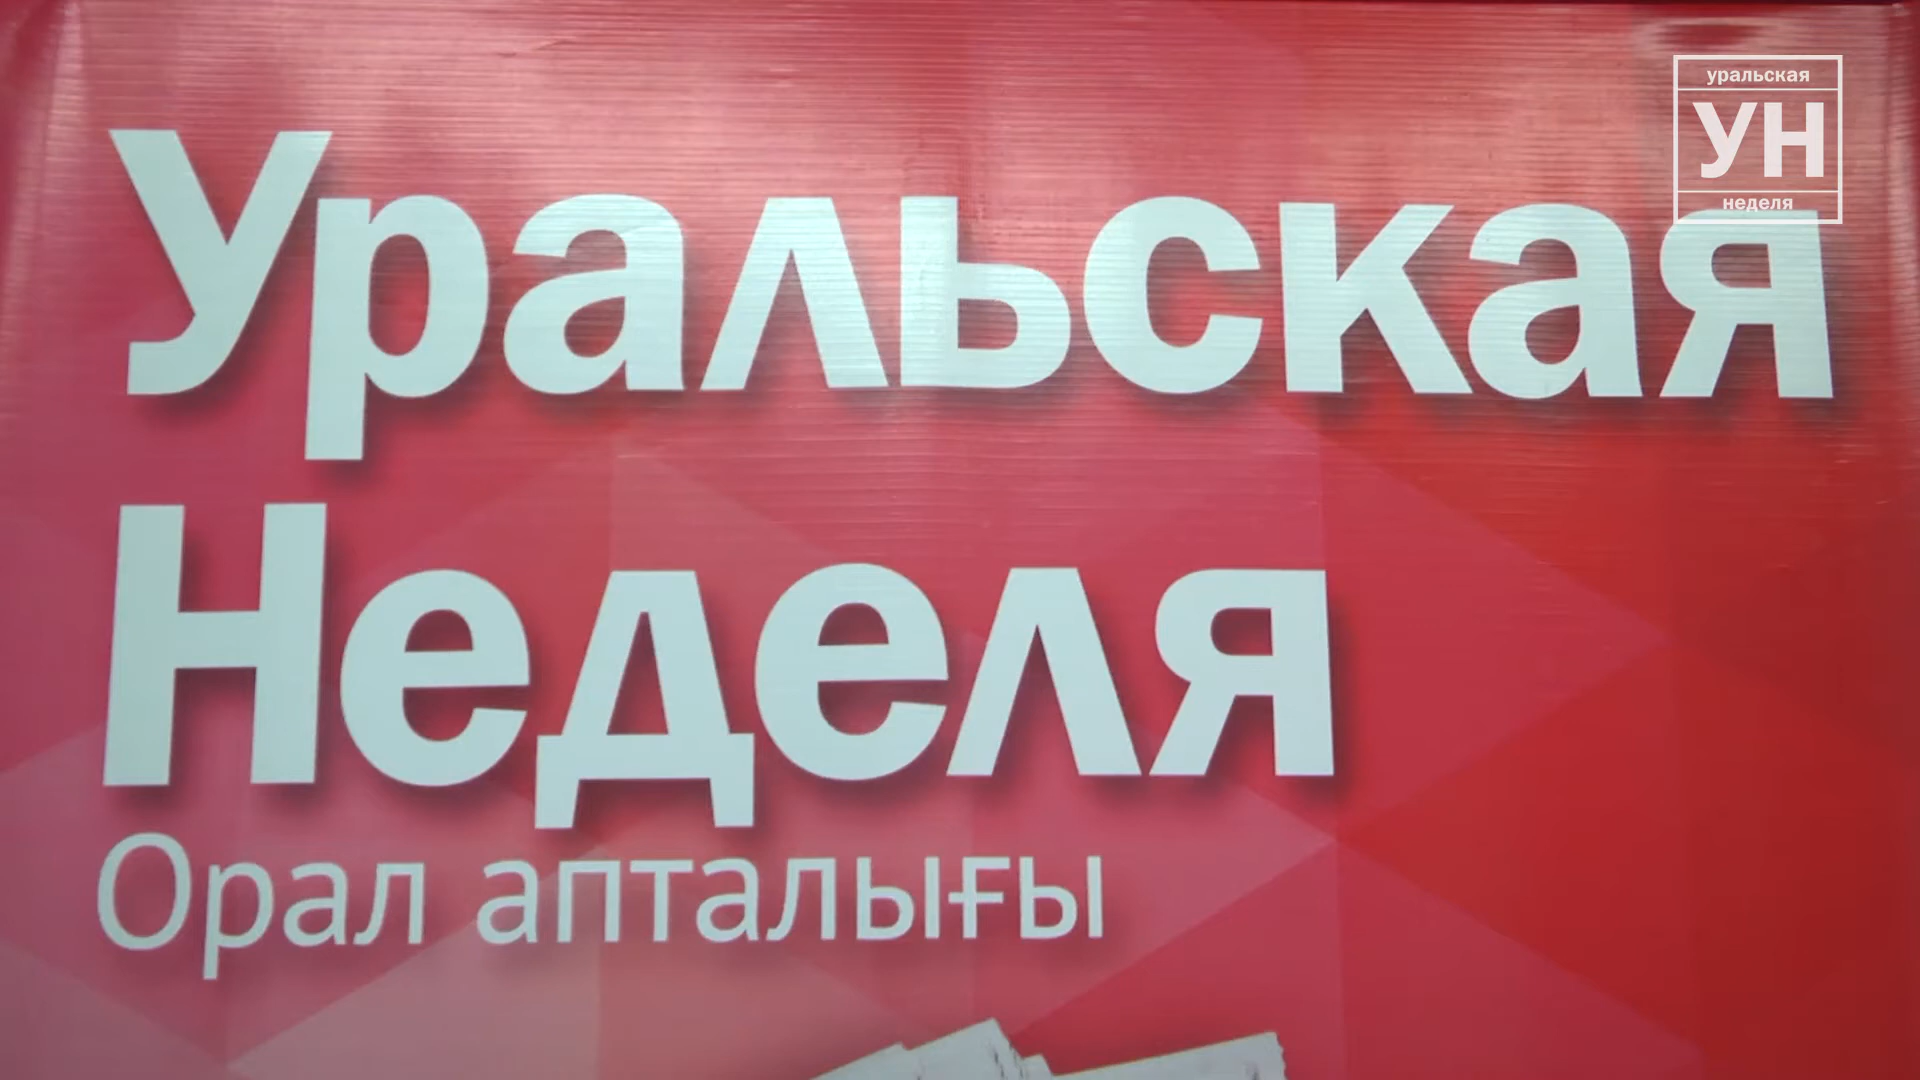 уральская
УН
неделя
Уральская
Неделя
Орал апталығы